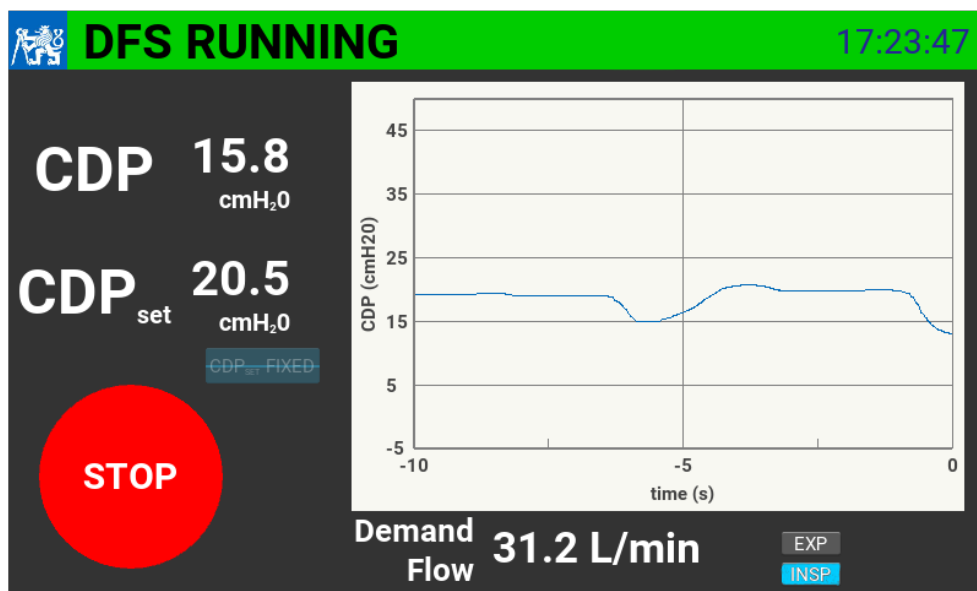 DFS RUNNING 17:23:47
CDP 15.8
cmH₂0
CDPset 20.5
cmH₂0
CDPSET FIXED
STOP
CDP (cmH20)
45
35
25
15
5
-5
-10 -5 0
time (s)
Demand Flow 31.2 L/min
EXP
INSP